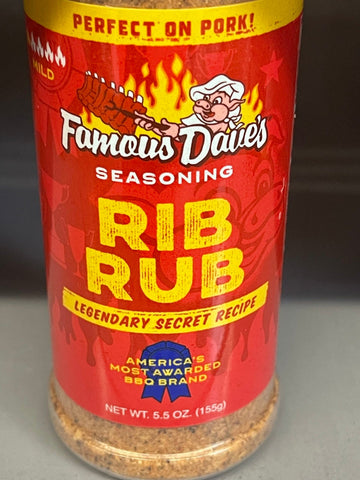 PERFECT ON PORK!
MILD
Famous Dave's
SEASONING
RIB
RUB
LEGENDARY SECRET RECIPE
AMERICA'S
MOST AWARDED
BBQ BRAND
NET WT. 5.5 OZ. (155g)